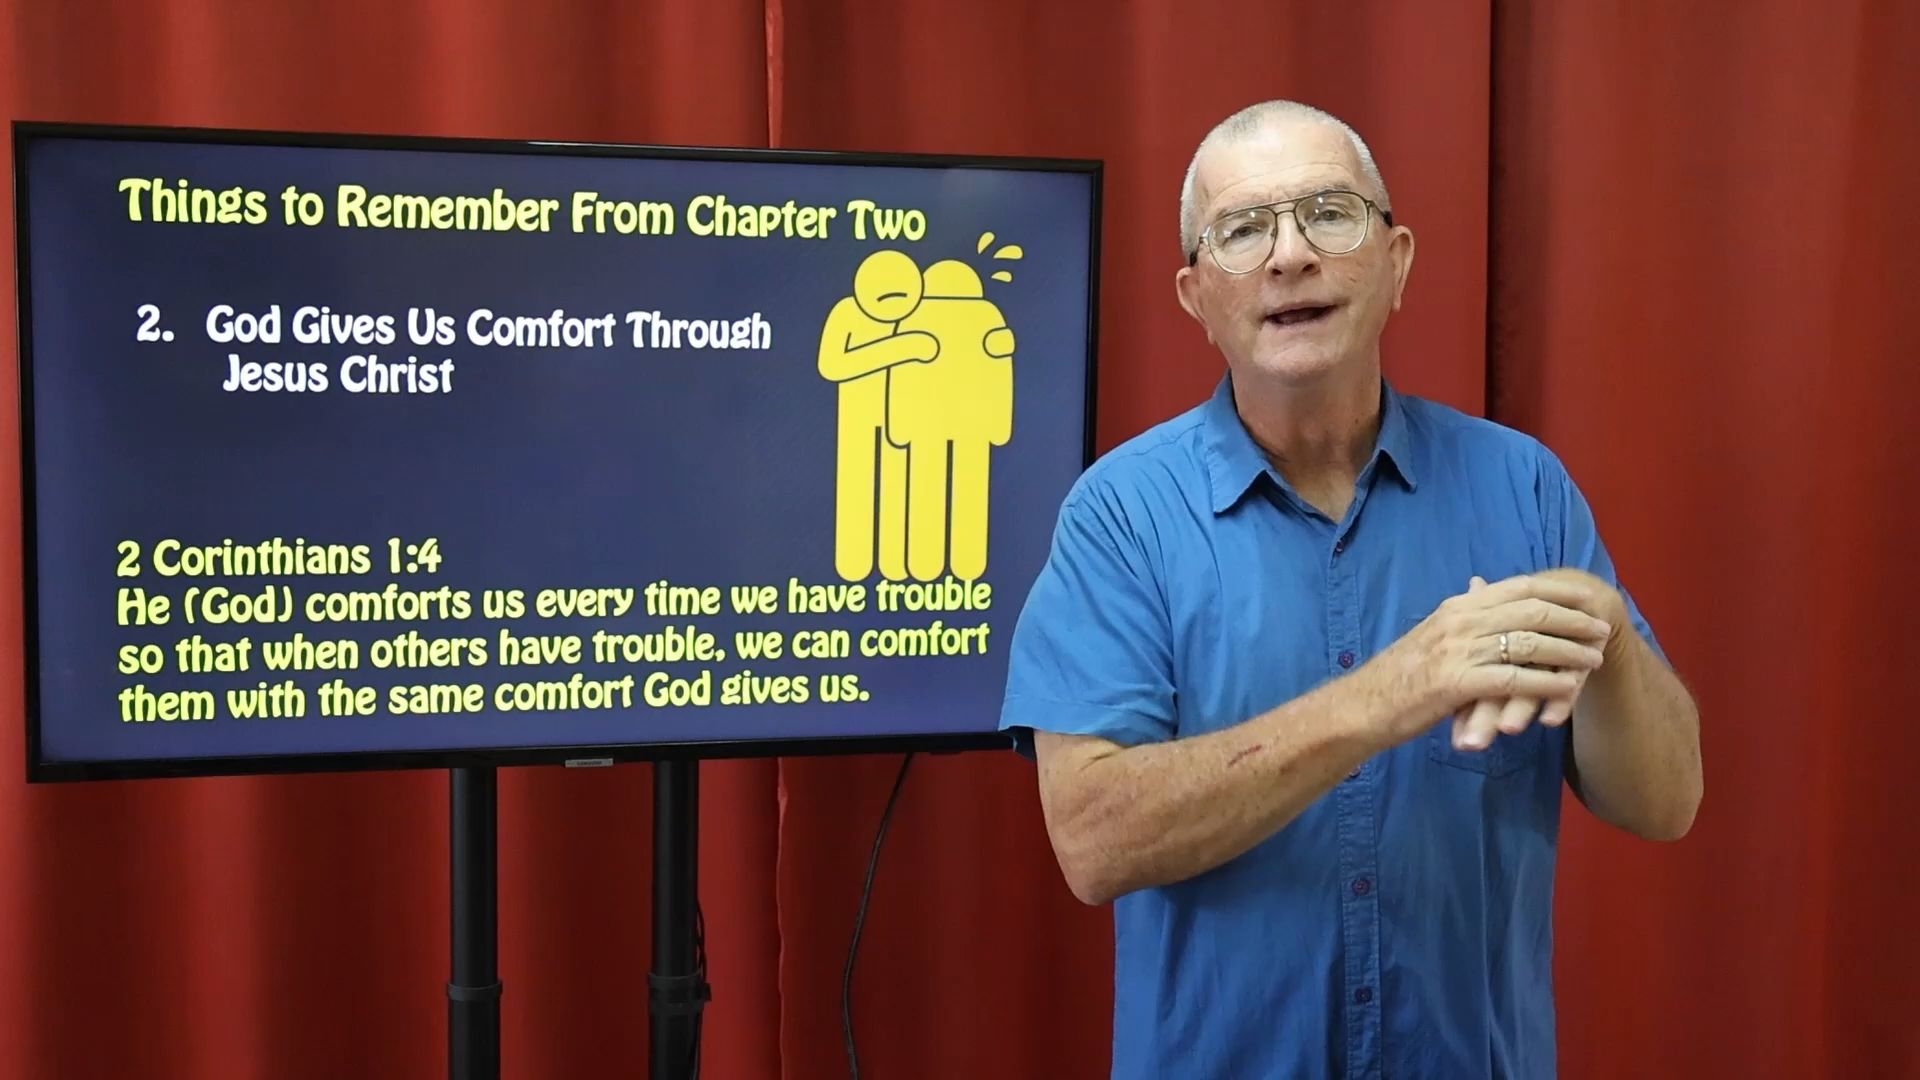 Things to Remember From Chapter Two
2. God Gives Us Comfort Through
Jesus Christ
2 Corinthians 1:4
He (God) comforts us every time we have trouble
so that when others have trouble, we can comfort
them with the same comfort God gives us.
SAMSUNG